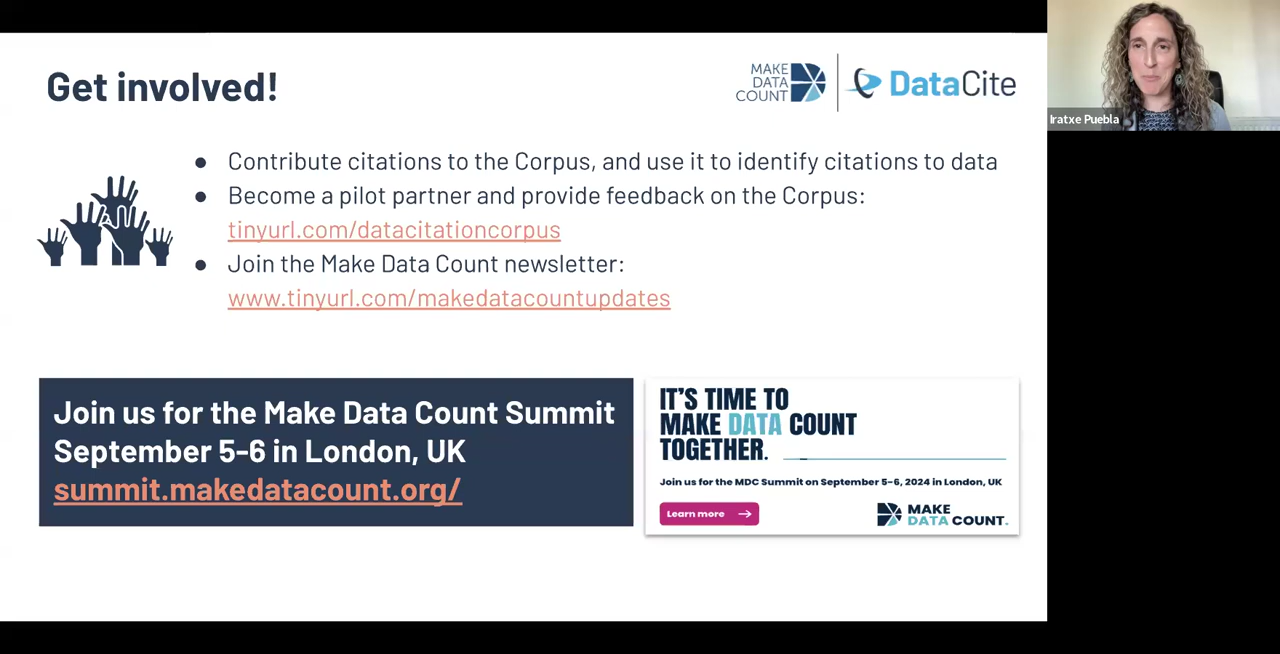 Get involved!
MAKE
DATA
COUNT
DataCite
Iratxe Puebla
● Contribute citations to the Corpus, and use it to identify citations to data
● Become a pilot partner and provide feedback on the Corpus:
tinyurl.com/datacitationcorpus
● Join the Make Data Count newsletter:
www.tinyurl.com/makedatacountupdates
Join us for the Make Data Count Summit
September 5-6 in London, UK
summit.makedatacount.org/
IT'S TIME TO
MAKE DATA COUNT
TOGETHER.
Join us for the MDC Summit on September 5-6, 2024 in London, UK
Learn more →
MAKE
DATA COUNT.